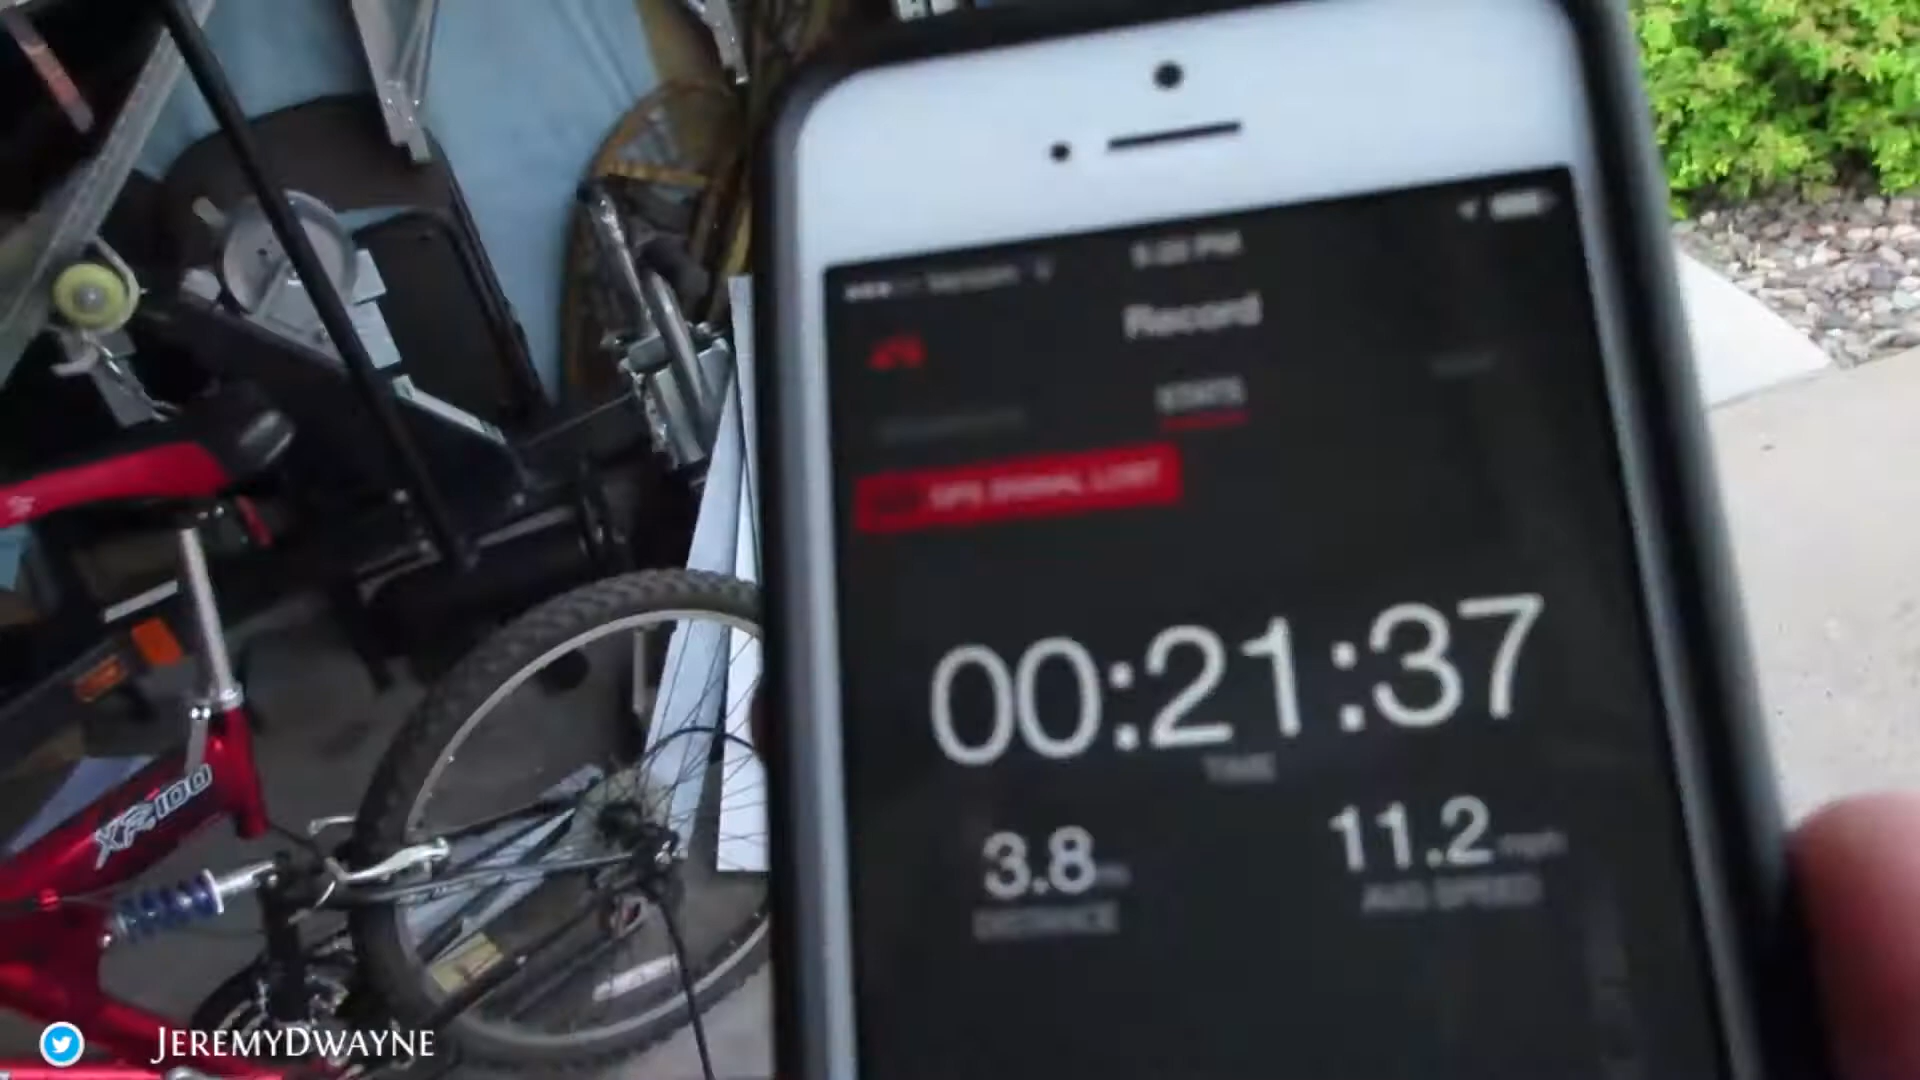 Verizon
Record
STATS
GPS SIGNAL LOST
00:21:37
TIME
3.8 11.2 mph
DISTANCE AVG SPEED
XR100
JEREMYDWAYNE